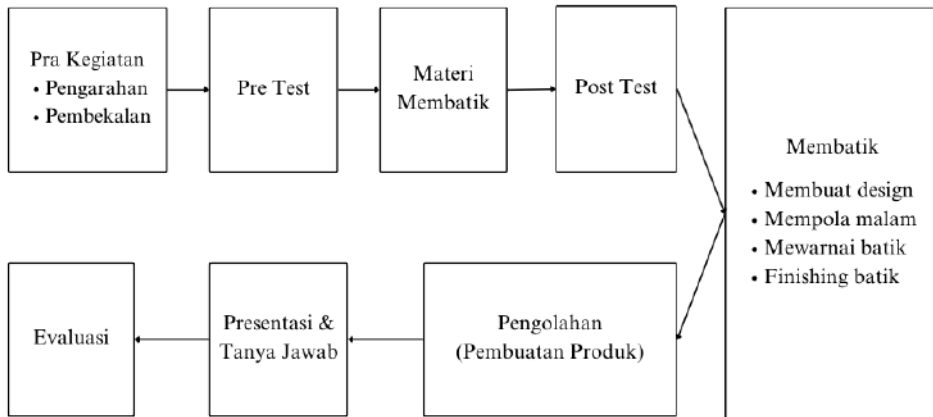 Pra Kegiatan
• Pengarahan
• Pembekalan
Pre Test
Materi
Membatik
Post Test
Membatik
• Membuat design
• Mempola malam
• Mewarnai batik
• Finishing batik
Pengolahan
(Pembuatan Produk)
Presentasi &
Tanya Jawab
Evaluasi